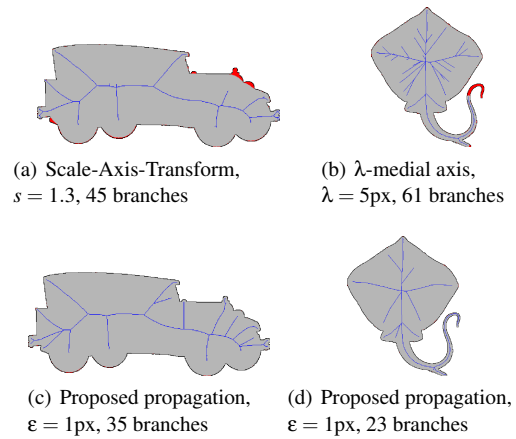 (a) Scale-Axis-Transform,
s = 1.3, 45 branches
(b) λ-medial axis,
λ = 5px, 61 branches
(c) Proposed propagation,
ε = 1px, 35 branches
(d) Proposed propagation,
ε = 1px, 23 branches